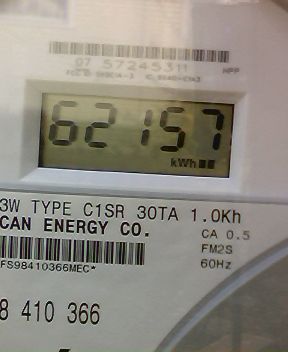 07 57245311
62157
kWh
3W TYPE C1SR 30TA 1.0Kh
CAN ENERGY CO.
CA 0.5
FM2S
FS98410366MEC*
60Hz
8 410 366